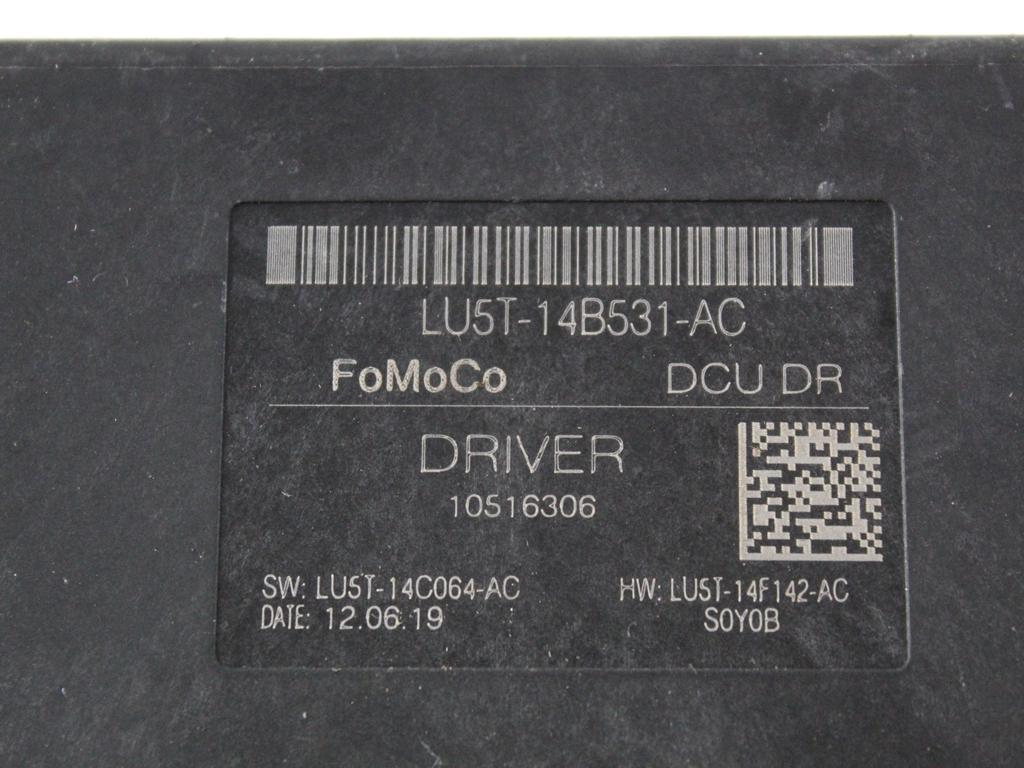 LU5T-14B531-AC
FoMoCo DCU DR
DRIVER
10516306
SW: LU5T-14C064-AC HW: LU5T-14F142-AC
DATE: 12.06.19 S0Y0B